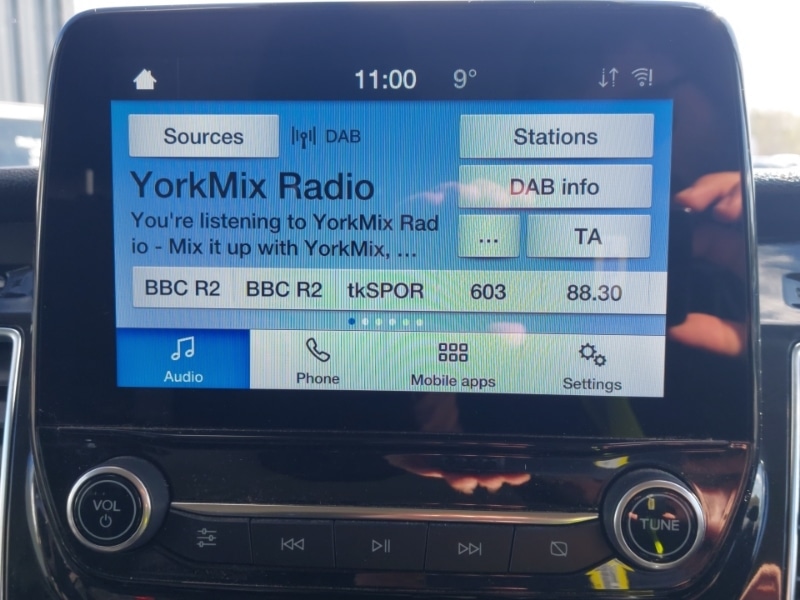 11:00 9°
Sources DAB Stations
YorkMix Radio DAB info
You're listening to YorkMix Rad
io - Mix it up with YorkMix, ...
... TA
BBC R2 BBC R2 tkSPOR 603 88.30
Audio Phone Mobile apps Settings
VOL TUNE